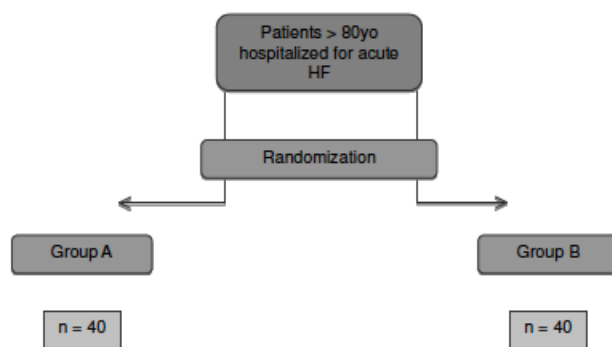 Patients > 80yo
hospitalized for acute
HF
Randomization
Group A
Group B
n = 40
n = 40